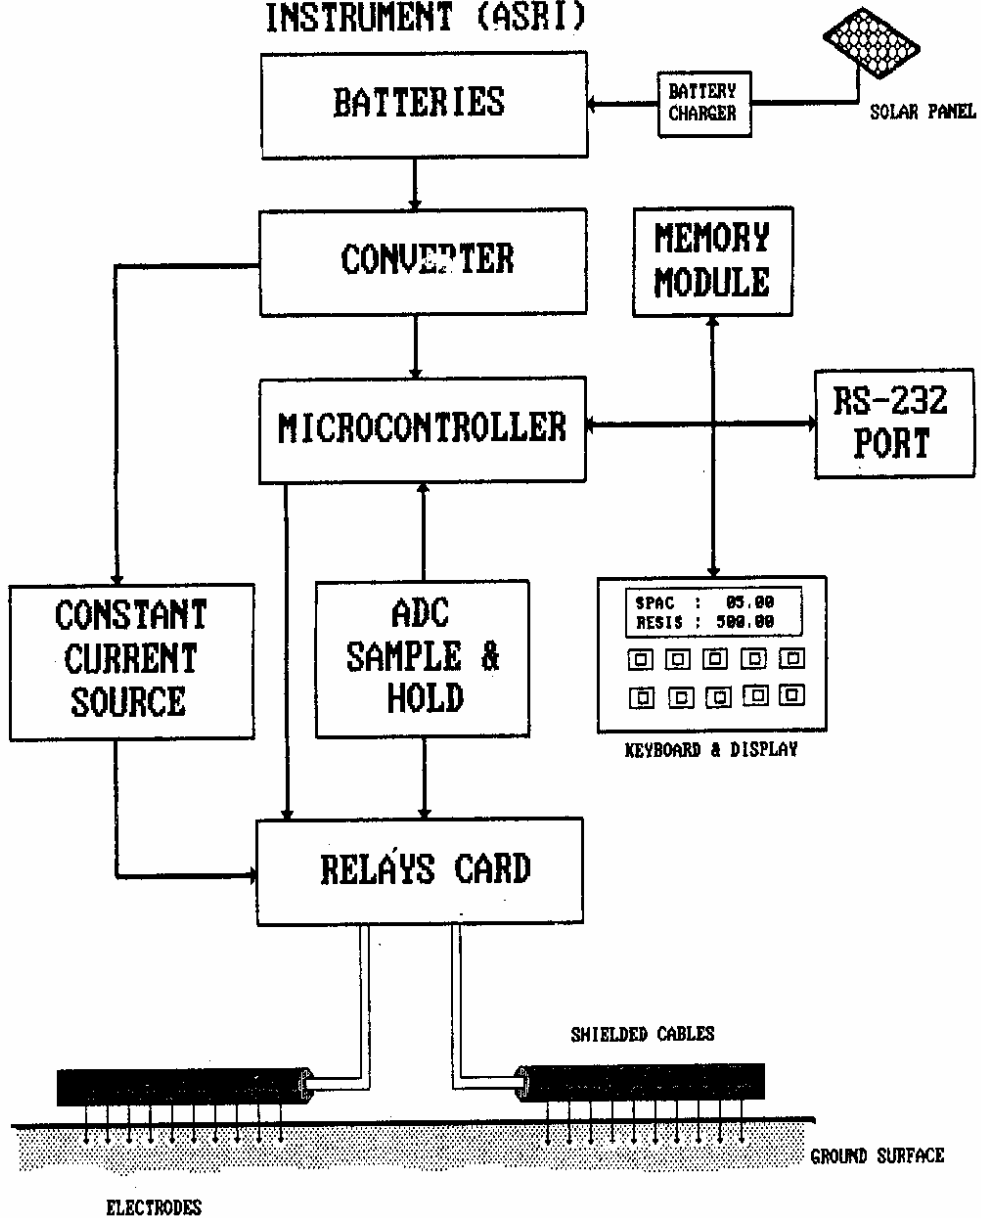 INSTRUMENT (ASRI)
BATTERIES
BATTERY
CHARGER
SOLAR PANEL
CONVERTER
MEMORY
MODULE
MICROCONTROLLER
RS-232
PORT
CONSTANT
CURRENT
SOURCE
ADC
SAMPLE &
HOLD
SPAC : 05.00
RESIS : 500.00
KEYBOARD & DISPLAY
RELAYS CARD
SHIELDED CABLES
GROUND SURFACE
ELECTRODES